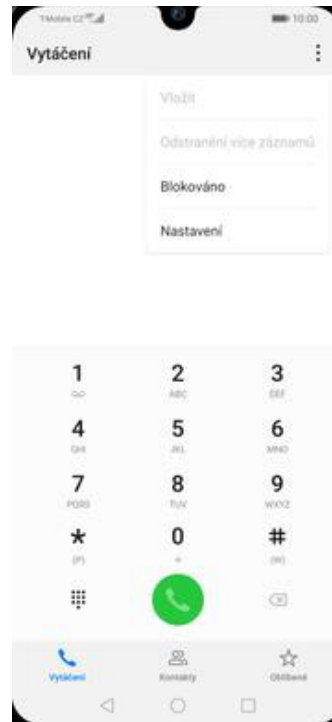 T-Mobile CZ 10:00
Vytáčení
Vložit
Odstranění více záznamů
Blokováno
Nastavení
1 2 3
ABC DEF
4 5 6
GHI JKL MNO
7 8 9
PQRS TUV WXYZ
* 0 #
(P) + (W)
Vytáčení Kontakty Oblíbené